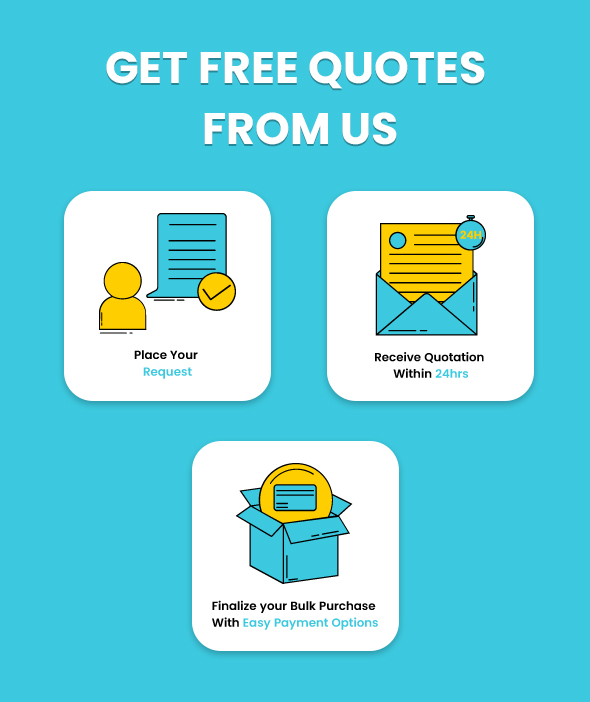 GET FREE QUOTES
FROM US
Place Your
Request
24H
Receive Quotation
Within 24hrs
Finalize your Bulk Purchase
With Easy Payment Options